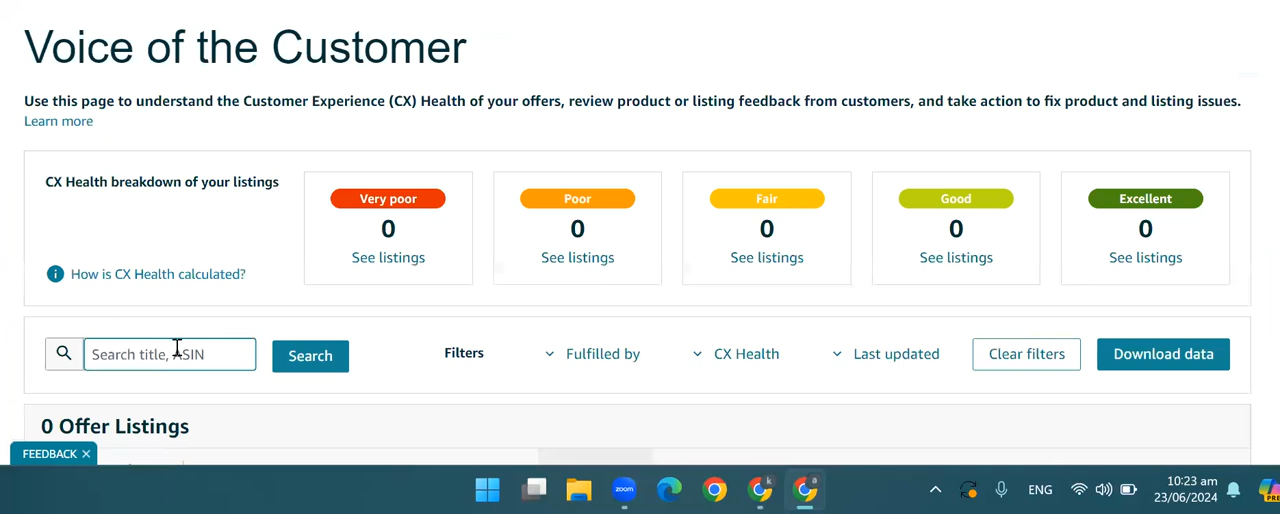 Voice of the Customer
Use this page to understand the Customer Experience (CX) Health of your offers, review product or listing feedback from customers, and take action to fix product and listing issues.
Learn more
CX Health breakdown of your listings
How is CX Health calculated?
Very poor
0
See listings
Poor
0
See listings
Fair
0
See listings
Good
0
See listings
Excellent
0
See listings
Search title, ASIN
Search
Filters
Fulfilled by
CX Health
Last updated
Clear filters
Download data
0 Offer Listings
FEEDBACK ×
zoom
k
a
ENG
10:23 am
23/06/2024
PRE